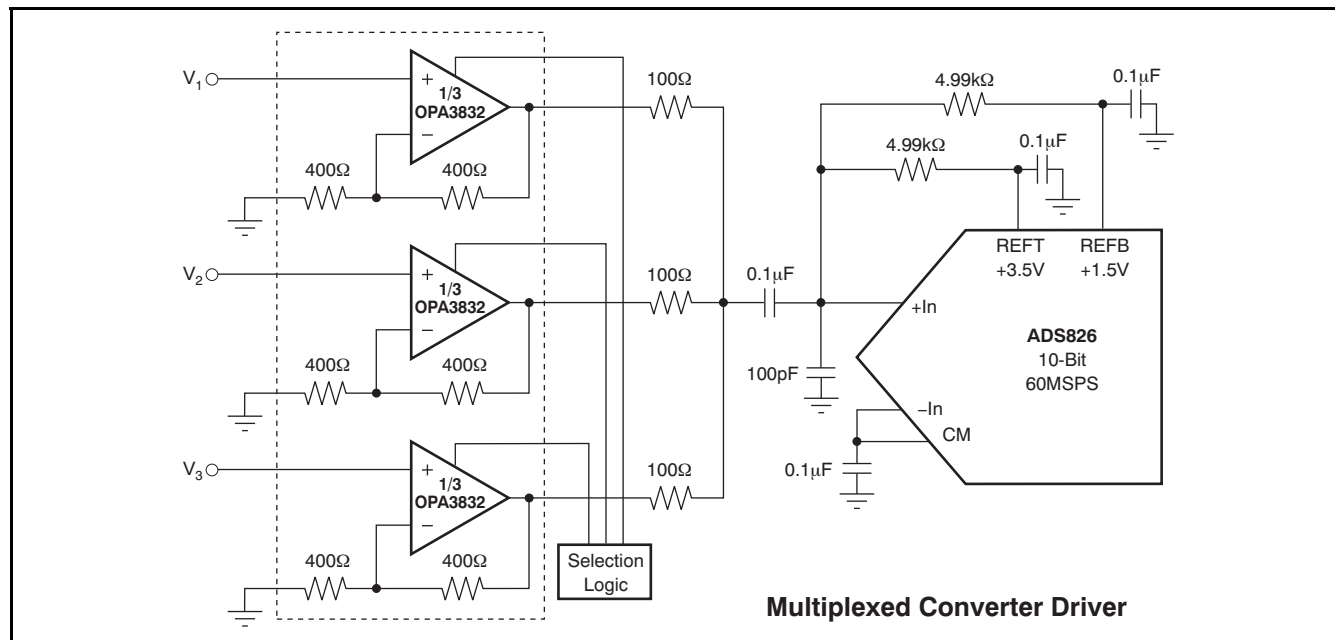 V1
+
1/3
OPA3832
−
400Ω
400Ω
100Ω
V2
+
1/3
OPA3832
−
400Ω
400Ω
100Ω
V3
+
1/3
OPA3832
−
400Ω
400Ω
100Ω
Selection
Logic
0.1μF
100pF
4.99kΩ
0.1μF
4.99kΩ
0.1μF
REFT
+3.5V
REFB
+1.5V
+In
ADS826
10-Bit
60MSPS
−In
CM
0.1μF
Multiplexed Converter Driver